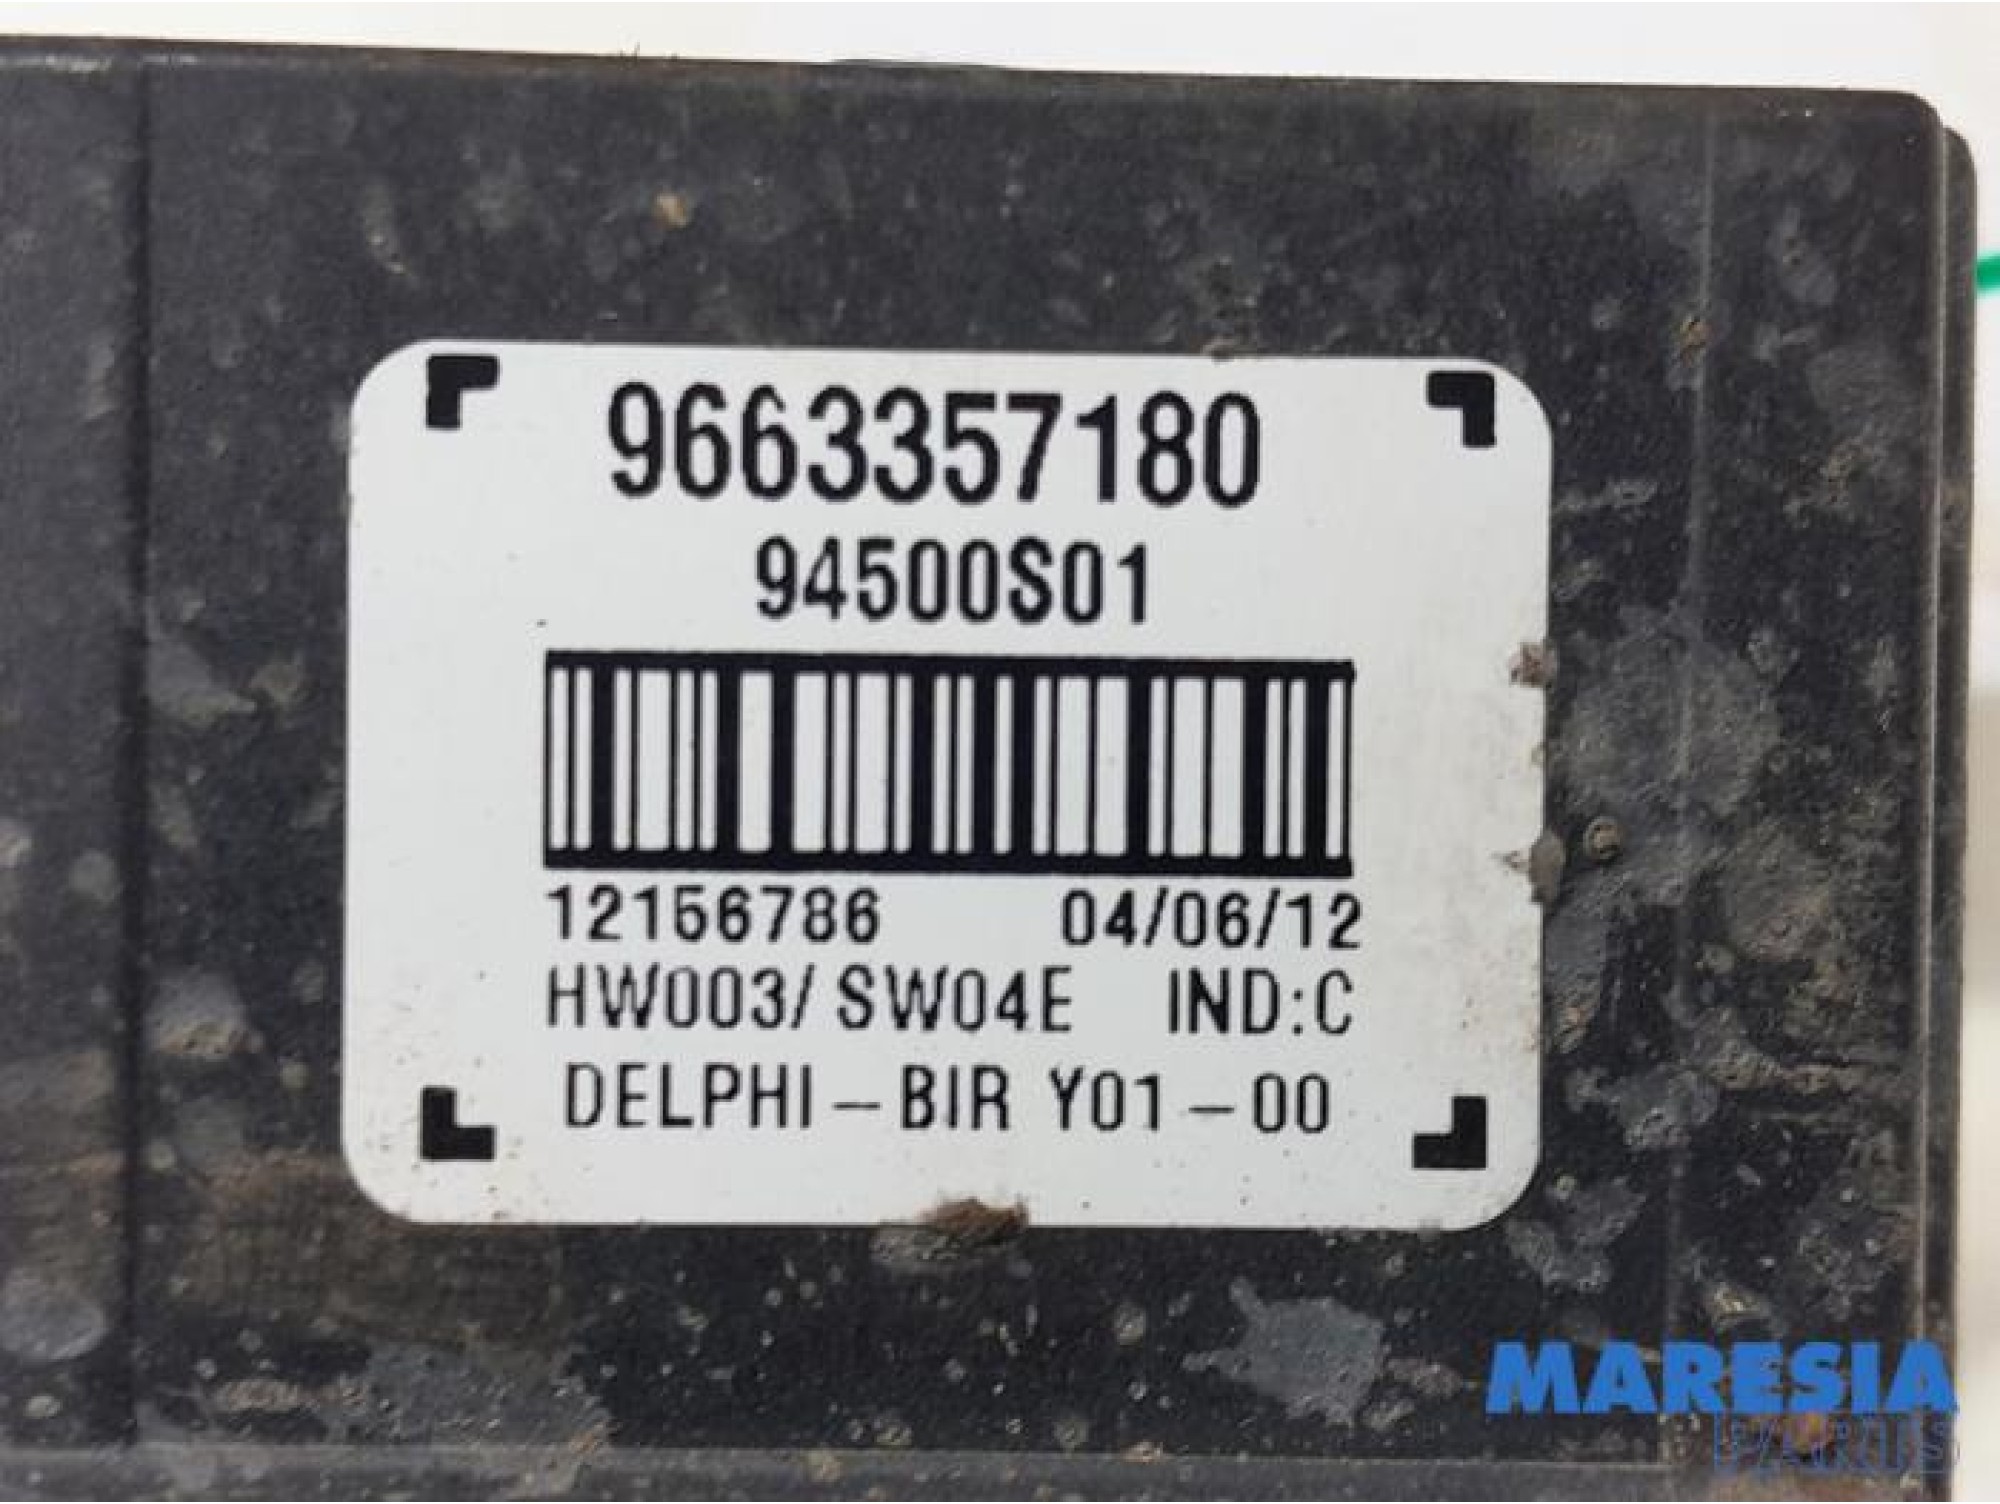 9663357180
94500S01
12156786 04/06/12
HW003/ SW04E IND:C
DELPHI-BIR Y01-00
MARESIA
PARTS